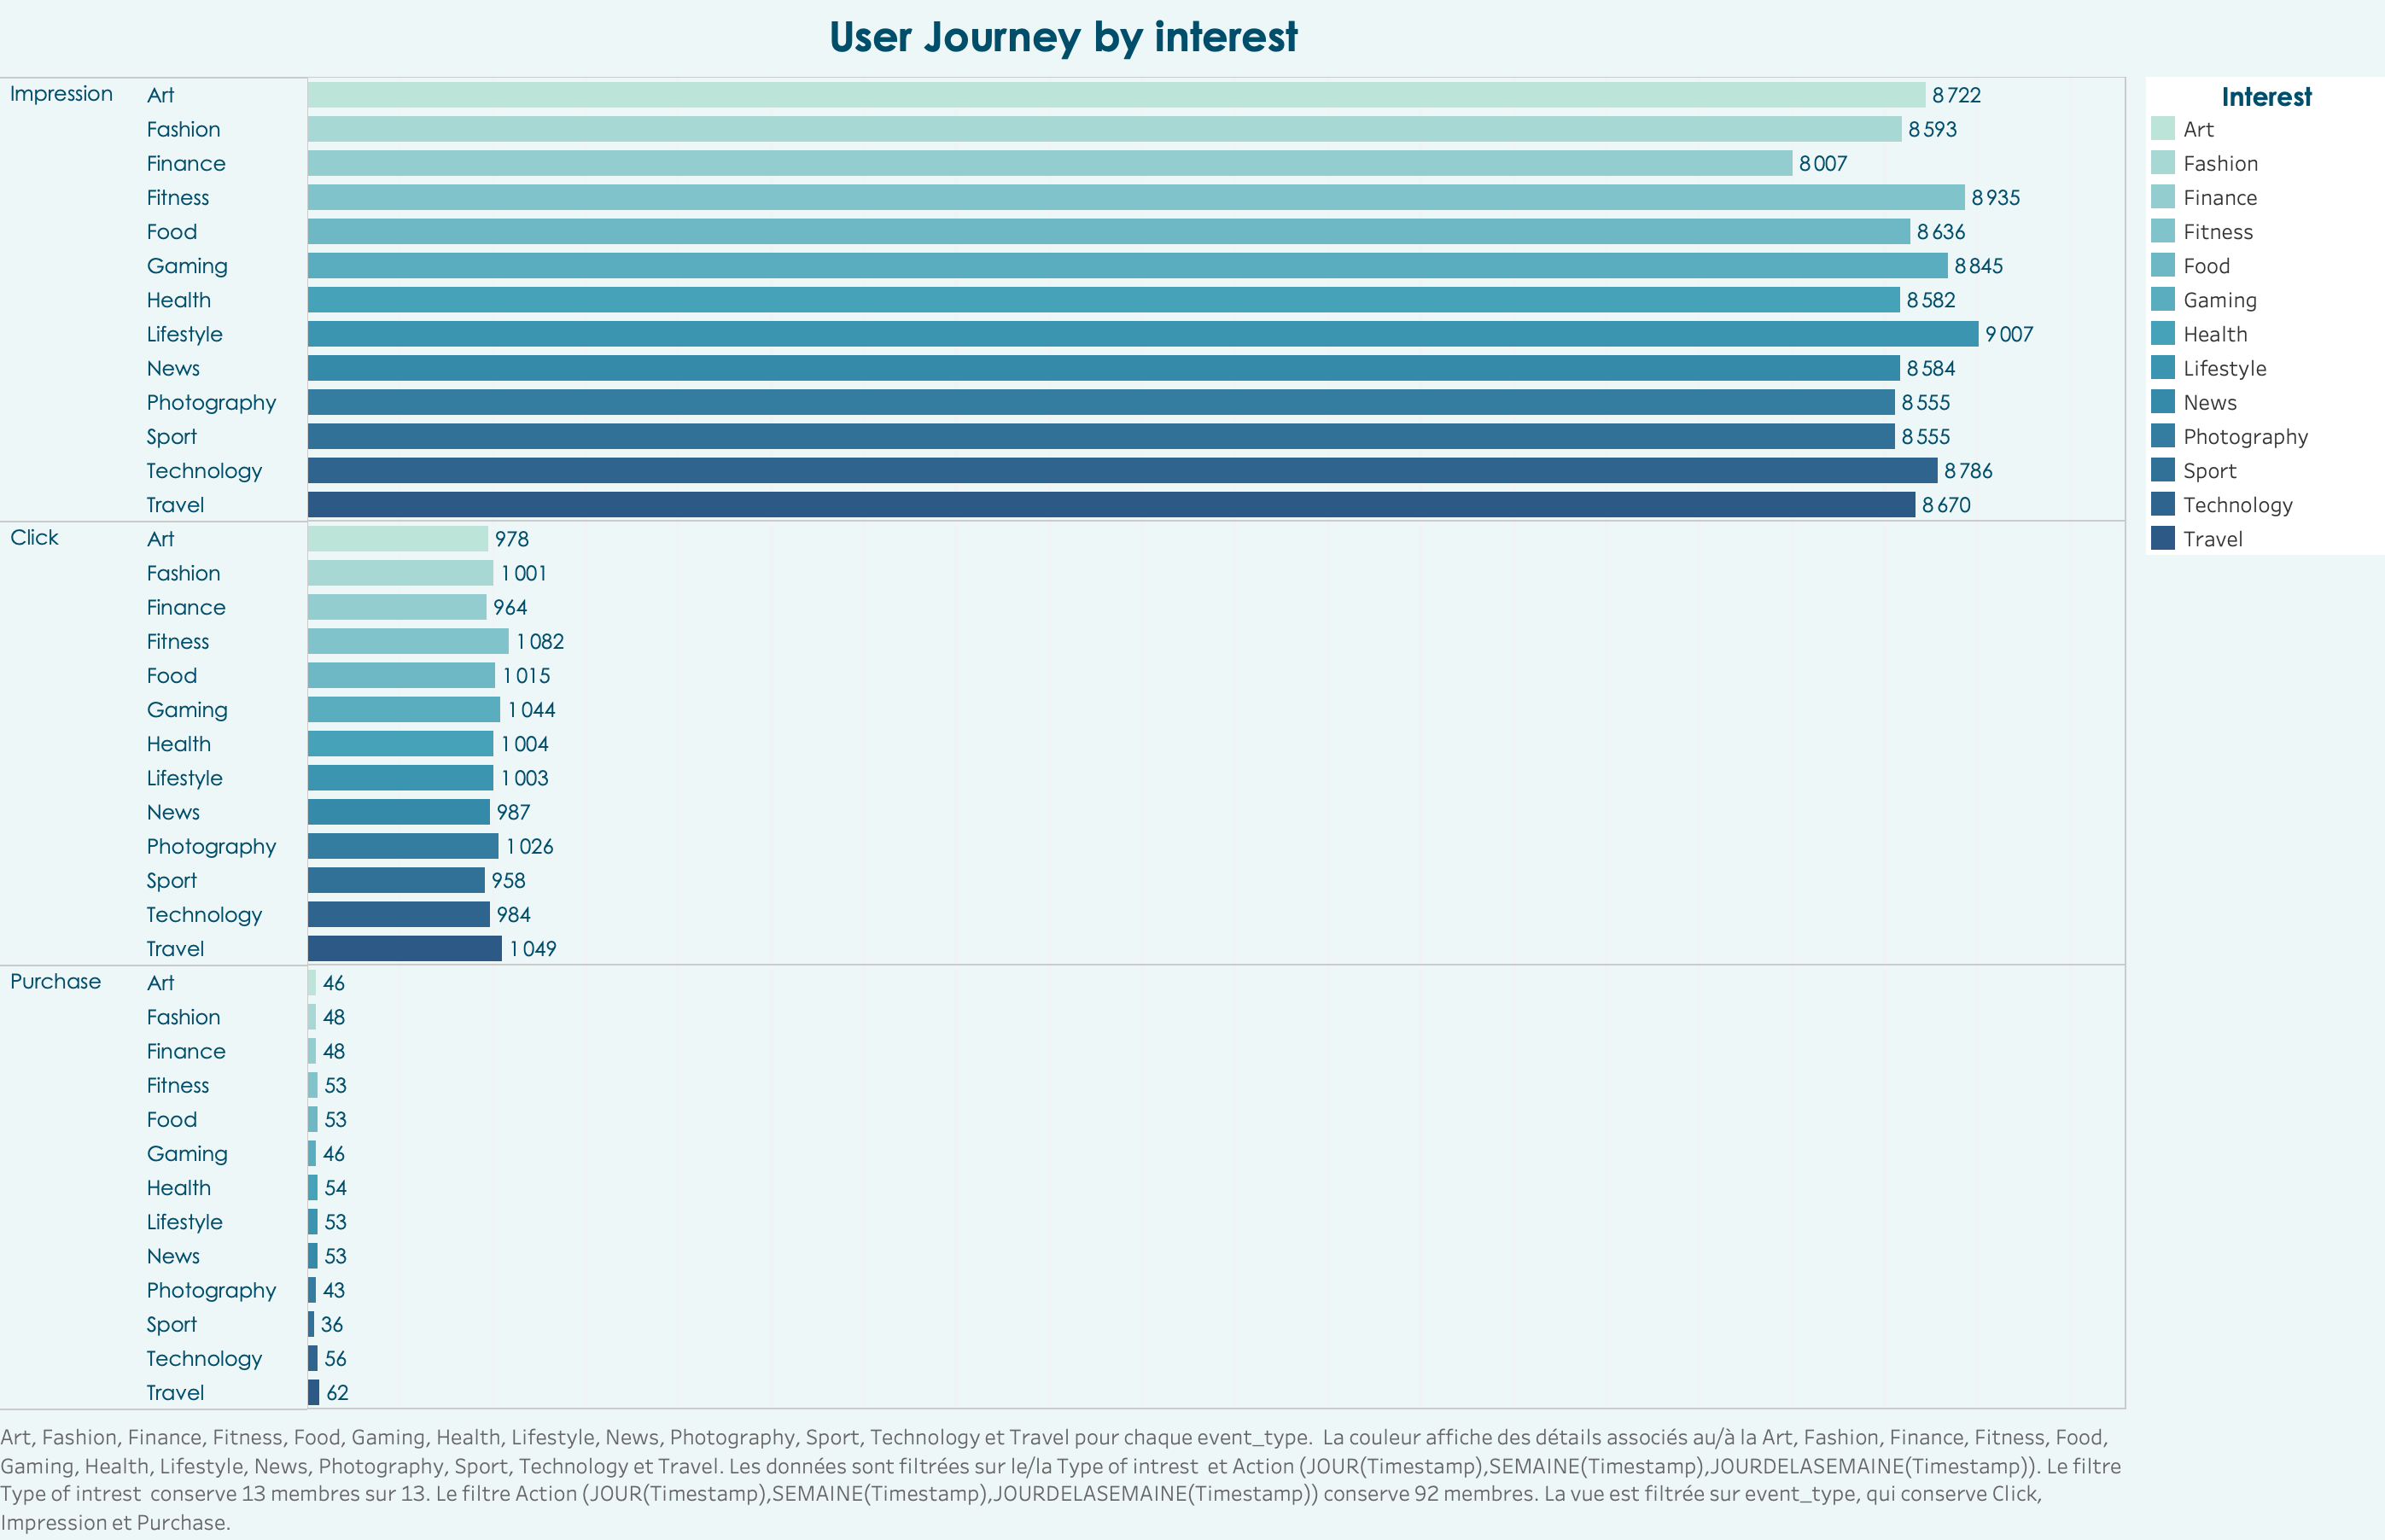 User Journey by interest
Impression Art 8 722
Fashion 8 593
Finance 8 007
Fitness 8 935
Food 8 636
Gaming 8 845
Health 8 582
Lifestyle 9 007
News 8 584
Photography 8 555
Sport 8 555
Technology 8 786
Travel 8 670
Click Art 978
Fashion 1 001
Finance 964
Fitness 1 082
Food 1 015
Gaming 1 044
Health 1 004
Lifestyle 1 003
News 987
Photography 1 026
Sport 958
Technology 984
Travel 1 049
Purchase Art 46
Fashion 48
Finance 48
Fitness 53
Food 53
Gaming 46
Health 54
Lifestyle 53
News 53
Photography 43
Sport 36
Technology 56
Travel 62
Interest
Art
Fashion
Finance
Fitness
Food
Gaming
Health
Lifestyle
News
Photography
Sport
Technology
Travel
Art, Fashion, Finance, Fitness, Food, Gaming, Health, Lifestyle, News, Photography, Sport, Technology et Travel pour chaque event_type.  La couleur affiche des détails associés au/à la Art, Fashion, Finance, Fitness, Food,
Gaming, Health, Lifestyle, News, Photography, Sport, Technology et Travel. Les données sont filtrées sur le/la Type of intrest  et Action (JOUR(Timestamp),SEMAINE(Timestamp),JOURDELASEMAINE(Timestamp)). Le filtre
Type of intrest  conserve 13 membres sur 13. Le filtre Action (JOUR(Timestamp),SEMAINE(Timestamp),JOURDELASEMAINE(Timestamp)) conserve 92 membres. La vue est filtrée sur event_type, qui conserve Click,
Impression et Purchase.